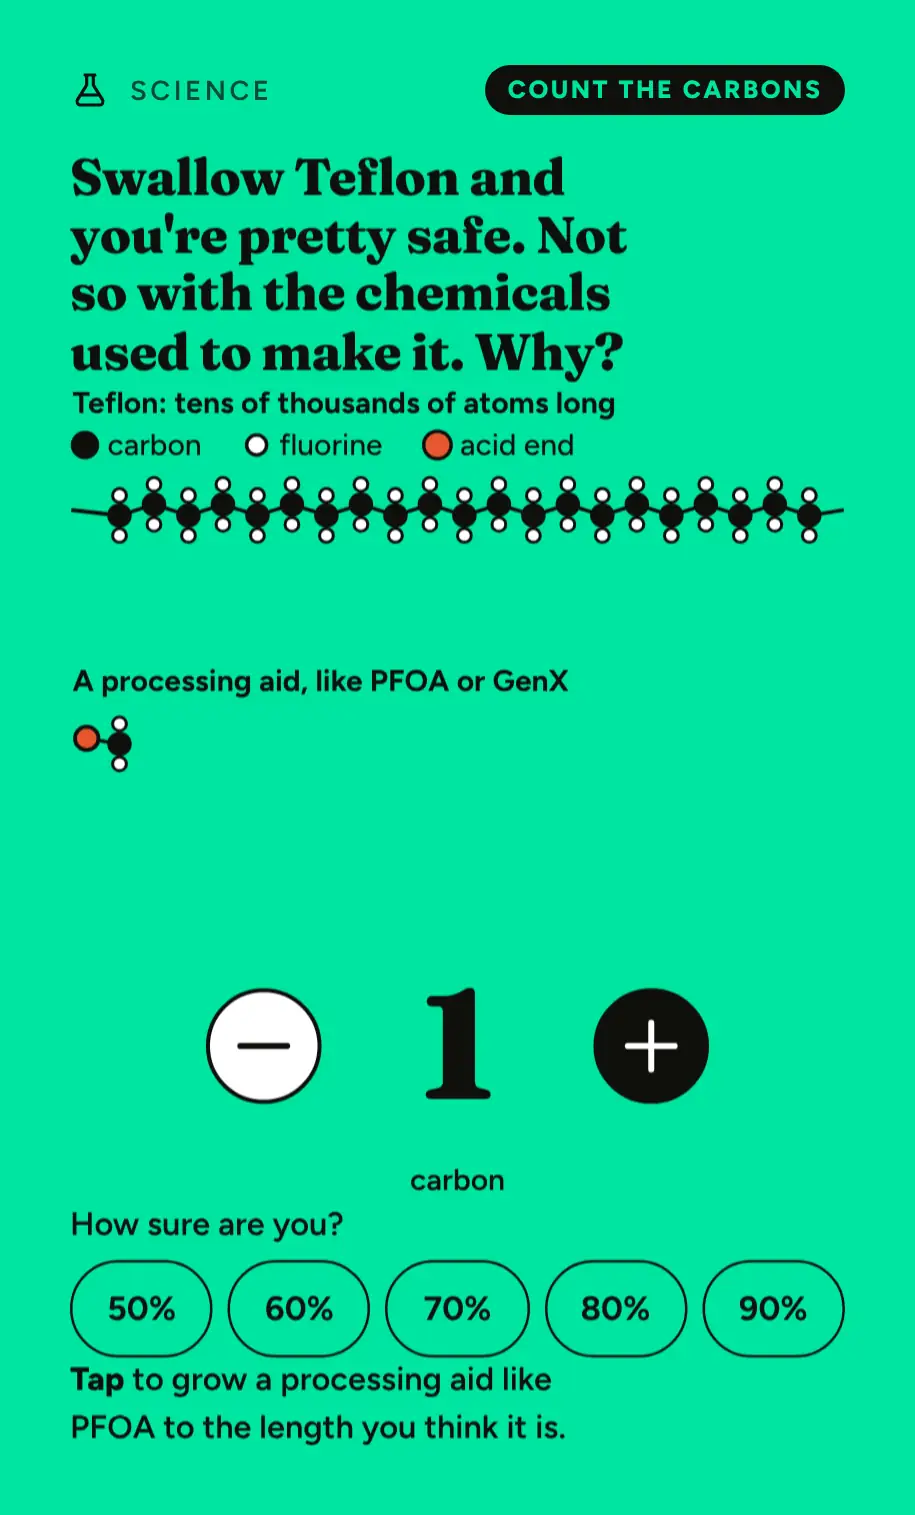 SCIENCE
COUNT THE CARBONS
Swallow Teflon and
you're pretty safe. Not
so with the chemicals
used to make it. Why?
Teflon: tens of thousands of atoms long
carbon fluorine acid end
A processing aid, like PFOA or GenX
1
carbon
How sure are you?
50% 60% 70% 80% 90%
Tap to grow a processing aid like
PFOA to the length you think it is.